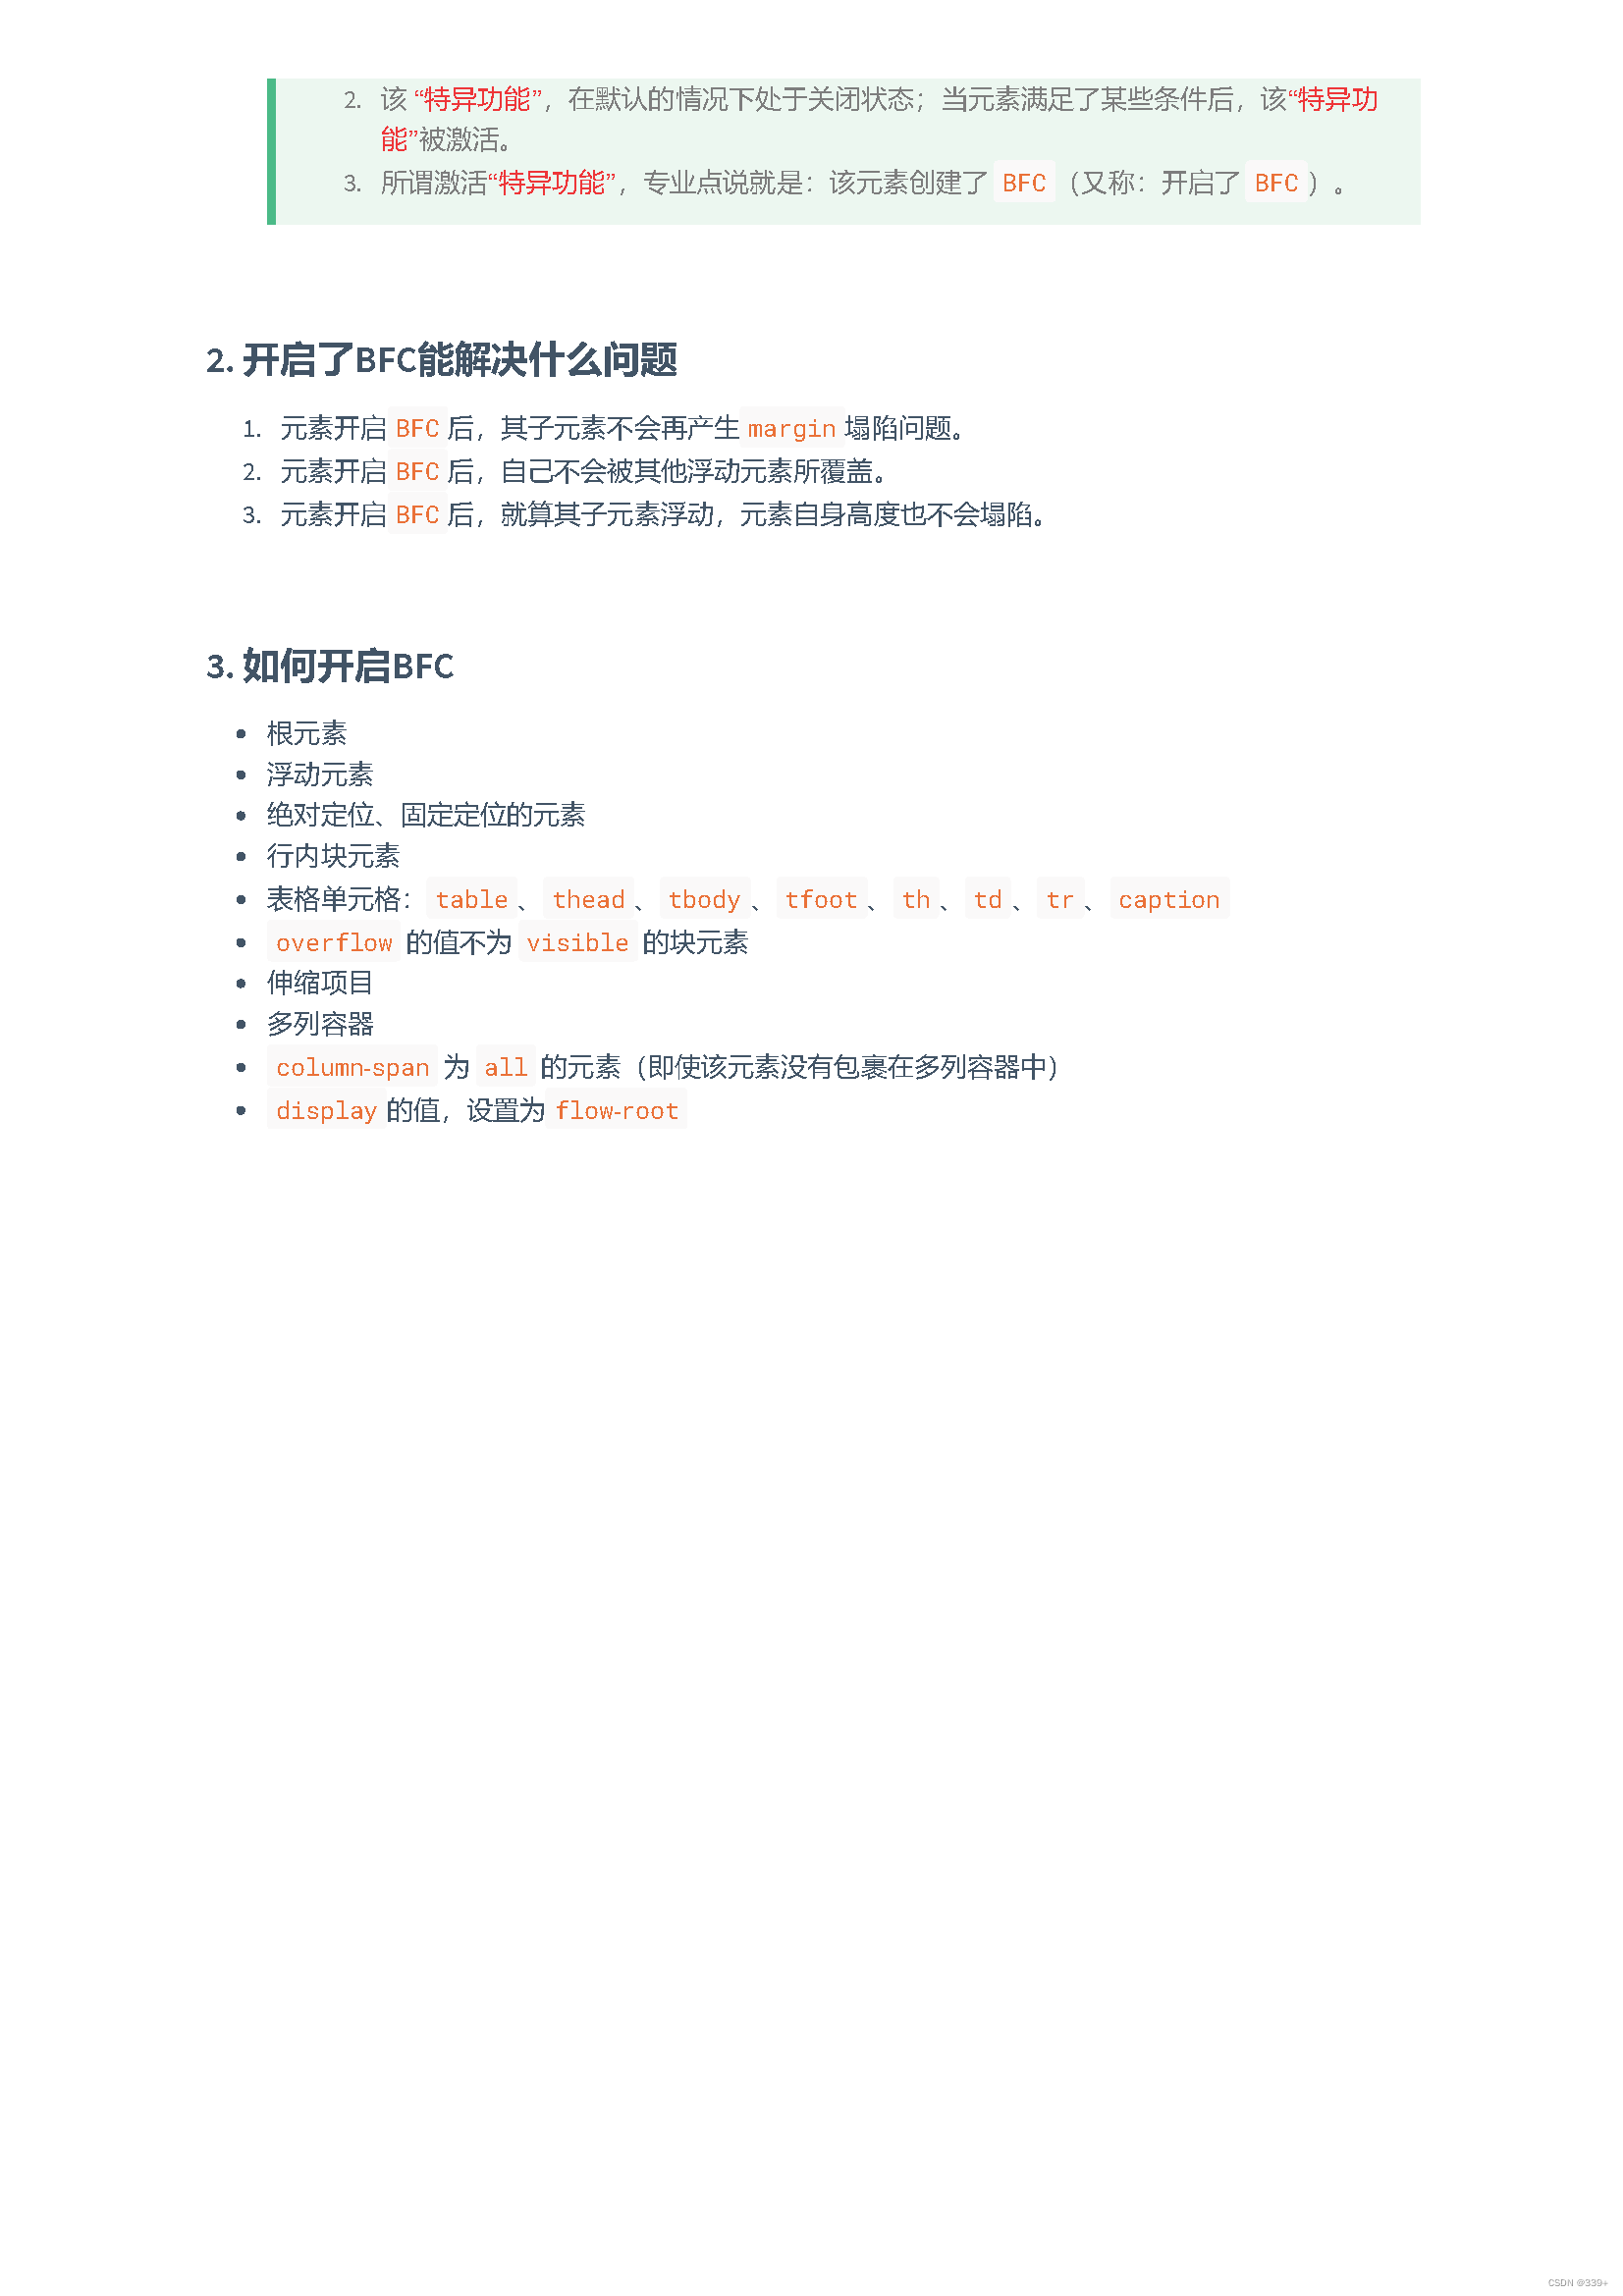 2. 该 “特异功能”，在默认的情况下处于关闭状态；当元素满足了某些条件后，该“特异功
能”被激活。
3. 所谓激活“特异功能”，专业点说就是：该元素创建了 BFC （又称：开启了 BFC ）。
2. 开启了BFC能解决什么问题
1. 元素开启 BFC 后，其子元素不会再产生 margin 塌陷问题。
2. 元素开启 BFC 后，自己不会被其他浮动元素所覆盖。
3. 元素开启 BFC 后，就算其子元素浮动，元素自身高度也不会塌陷。
3. 如何开启BFC
• 根元素
• 浮动元素
• 绝对定位、固定定位的元素
• 行内块元素
• 表格单元格： table 、 thead 、 tbody 、 tfoot 、 th 、 td 、 tr 、 caption
• overflow 的值不为 visible 的块元素
• 伸缩项目
• 多列容器
• column-span 为 all 的元素（即使该元素没有包裹在多列容器中）
• display 的值，设置为 flow-root
CSDN @339+